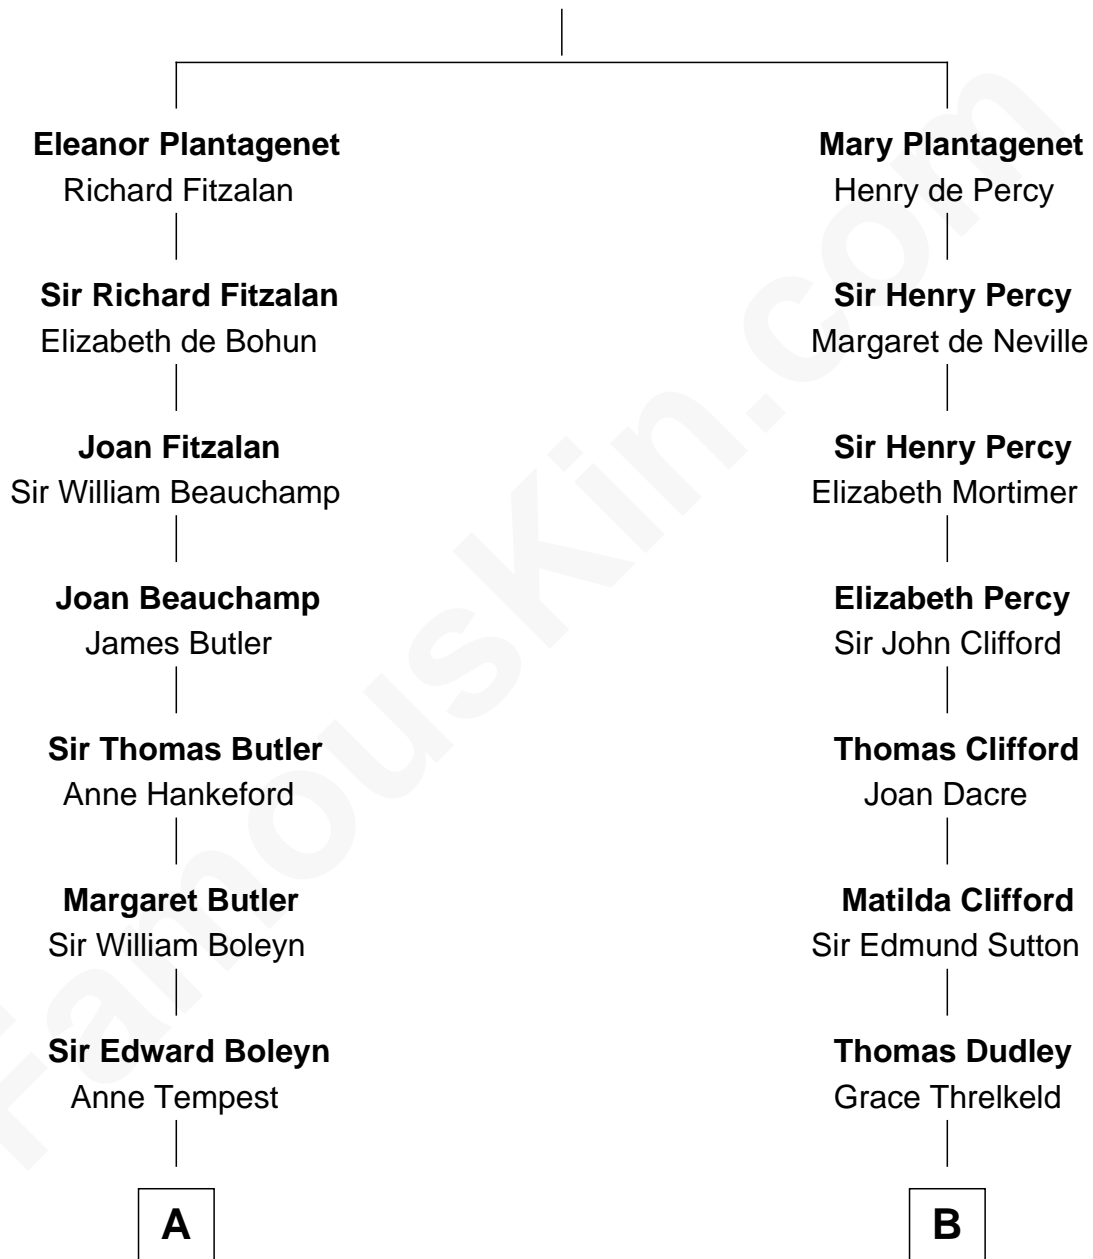 Eleanor Plantagenet
Richard Fitzalan
Sir Richard Fitzalan
Elizabeth de Bohun
Joan Fitzalan
Sir William Beauchamp
Joan Beauchamp
James Butler
Sir Thomas Butler
Anne Hankeford
Margaret Butler
Sir William Boleyn
Sir Edward Boleyn
Anne Tempest
A
Mary Plantagenet
Henry de Percy
Sir Henry Percy
Margaret de Neville
Sir Henry Percy
Elizabeth Mortimer
Elizabeth Percy
Sir John Clifford
Thomas Clifford
Joan Dacre
Matilda Clifford
Sir Edmund Sutton
Thomas Dudley
Grace Threlkeld
B
FamousKin.com